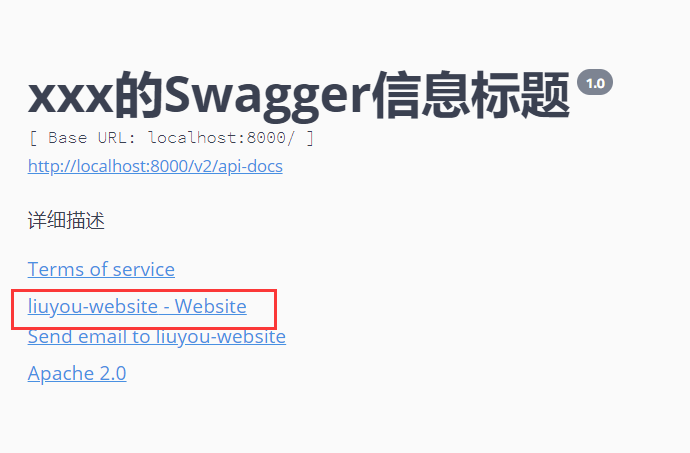 xxx的Swagger信息标题 1.0
[ Base URL: localhost:8000/ ]
http://localhost:8000/v2/api-docs
详细描述
Terms of service
liuyou-website - Website
Send email to liuyou-website
Apache 2.0